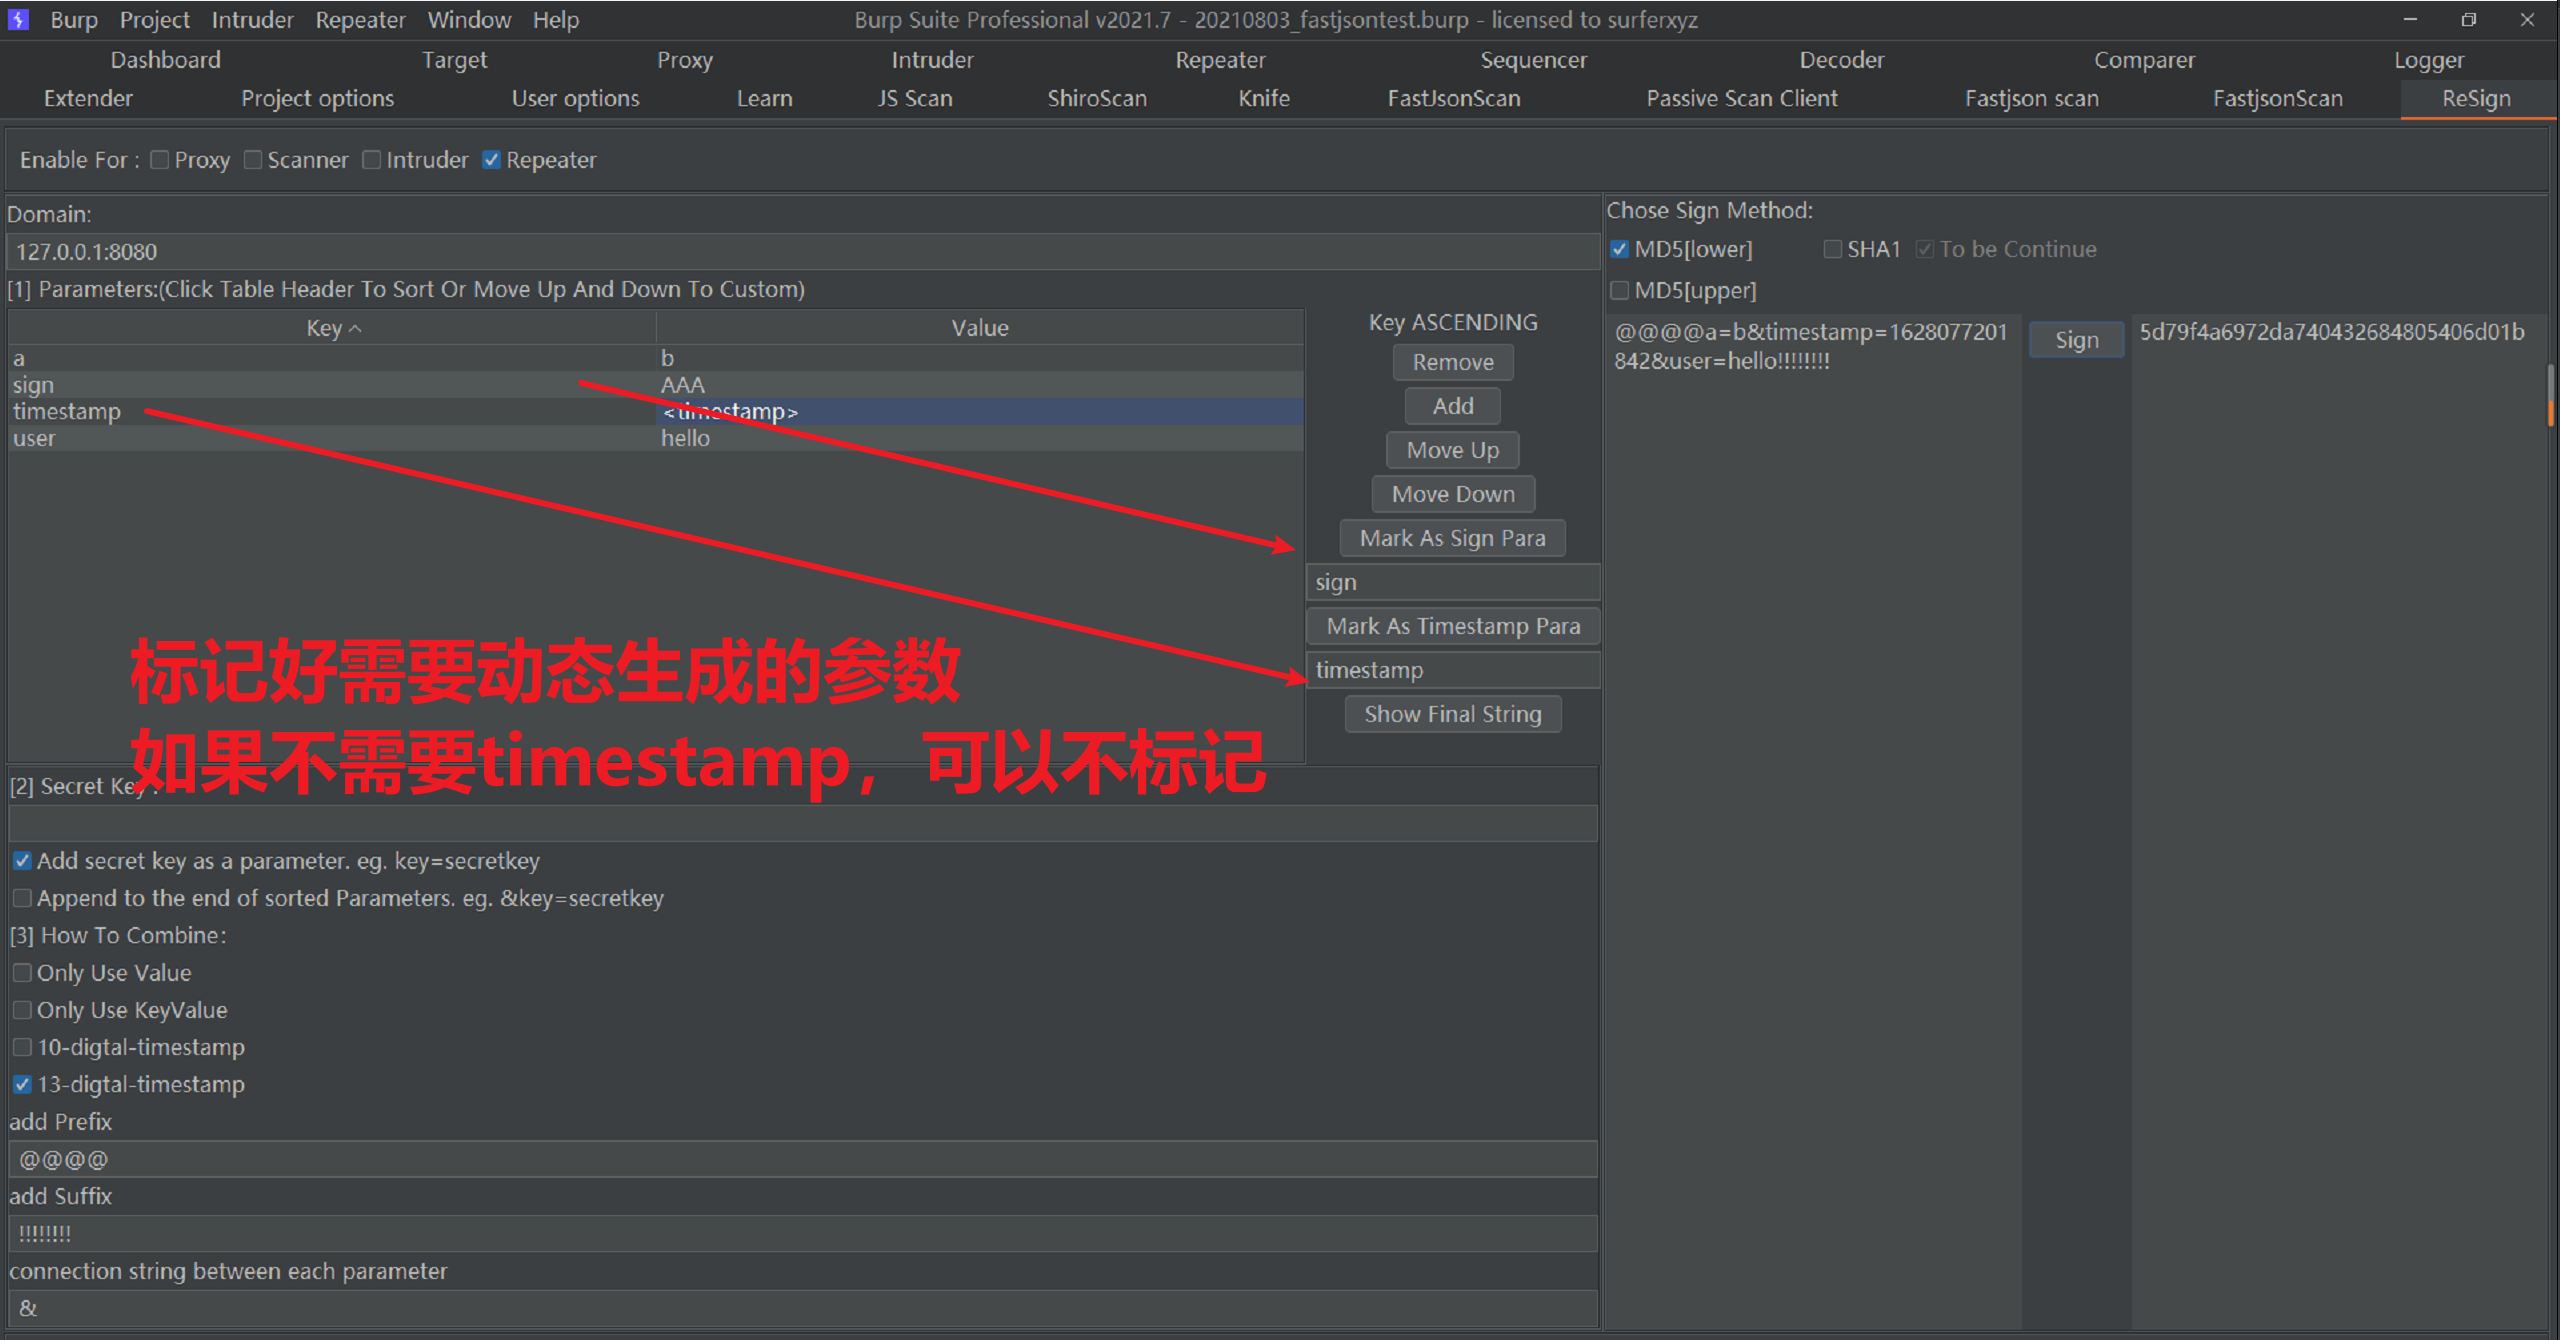 Burp Project Intruder Repeater Window Help
Burp Suite Professional v2021.7 - 20210803_fastjsontest.burp - licensed to surferxyz
Dashboard Target Proxy Intruder Repeater Sequencer Decoder Comparer Logger
Extender Project options User options Learn JS Scan ShiroScan Knife FastJsonScan Passive Scan Client Fastjson scan FastjsonScan ReSign
Enable For : Proxy Scanner Intruder Repeater
Domain:
127.0.0.1:8080
[1] Parameters:(Click Table Header To Sort Or Move Up And Down To Custom)
Key Value
a b
sign AAA
timestamp <timestamp>
user hello
Key ASCENDING
Remove
Add
Move Up
Move Down
Mark As Sign Para
sign
Mark As Timestamp Para
timestamp
Show Final String
标记好需要动态生成的参数
如果不需要timestamp，可以不标记
[2] Secret Key :
Add secret key as a parameter. eg. key=secretkey
Append to the end of sorted Parameters. eg. &key=secretkey
[3] How To Combine:
Only Use Value
Only Use KeyValue
10-digtal-timestamp
13-digtal-timestamp
add Prefix
@@@@
add Suffix
!!!!!!!!
connection string between each parameter
&
Chose Sign Method:
MD5[lower] SHA1 To be Continue
MD5[upper]
@@@@a=b&timestamp=1628077201
842&user=hello!!!!!!!!
Sign
5d79f4a6972da740432684805406d01b